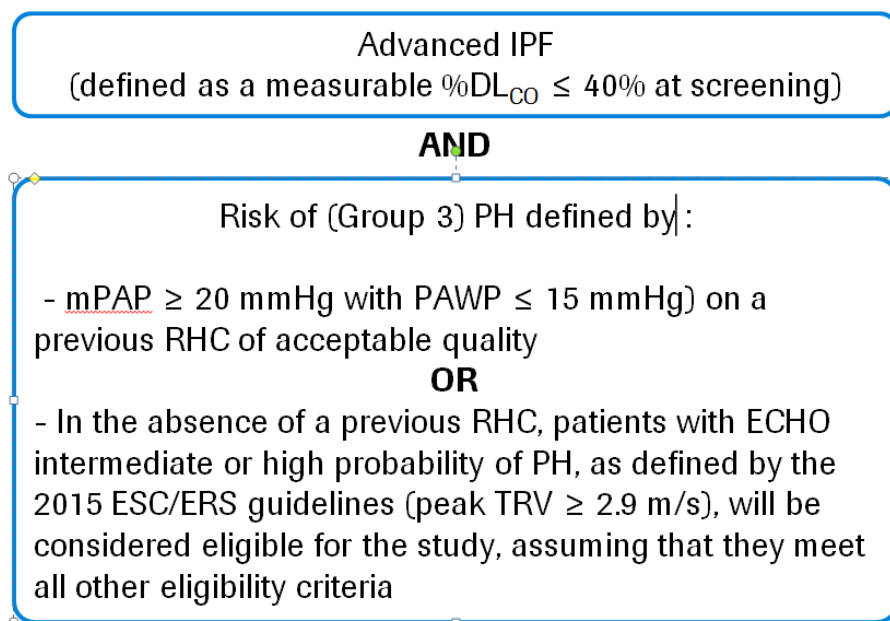 Advanced IPF
(defined as a measurable %DLCO ≤ 40% at screening)
AND
Risk of (Group 3) PH defined by :
- mPAP ≥ 20 mmHg with PAWP ≤ 15 mmHg) on a
previous RHC of acceptable quality
OR
- In the absence of a previous RHC, patients with ECHO
intermediate or high probability of PH, as defined by the
2015 ESC/ERS guidelines (peak TRV ≥ 2.9 m/s), will be
considered eligible for the study, assuming that they meet
all other eligibility criteria